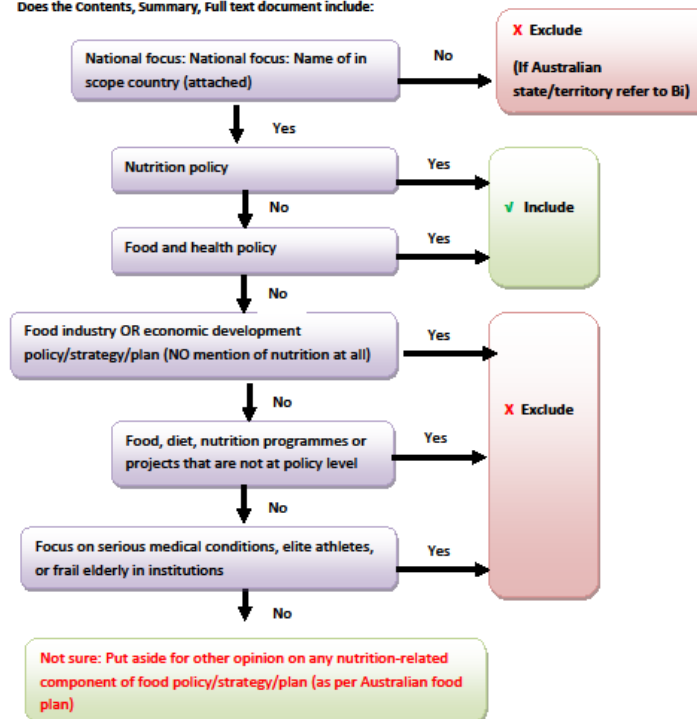 Does the Contents, Summary, Full text document include:
National focus: National focus: Name of in
scope country (attached)
No
X Exclude
(If Australian
state/territory refer to Bi)
Yes
Nutrition policy
Yes
No
√ Include
Food and health policy
Yes
No
Food industry OR economic development
policy/strategy/plan (NO mention of nutrition at all)
Yes
No
X Exclude
Food, diet, nutrition programmes or
projects that are not at policy level
Yes
No
Focus on serious medical conditions, elite athletes,
or frail elderly in institutions
Yes
No
Not sure: Put aside for other opinion on any nutrition-related
component of food policy/strategy/plan (as per Australian food
plan)